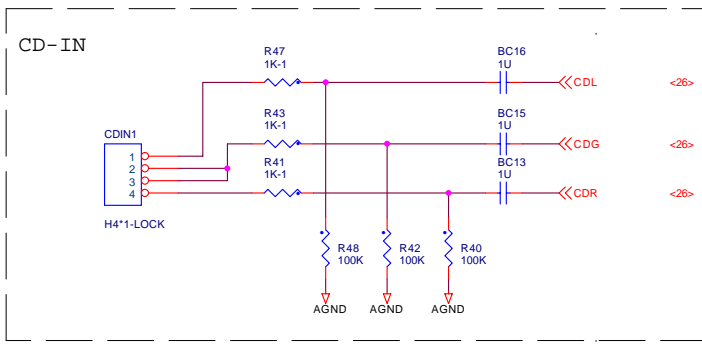 CD-IN
R47
1K-1
BC16
1U
CDL
<26>
R43
1K-1
BC15
1U
CDG
<26>
CDIN1
1
2
3
4
H4*1-LOCK
R41
1K-1
BC13
1U
CDR
<26>
R48
100K
R42
100K
R40
100K
AGND
AGND
AGND